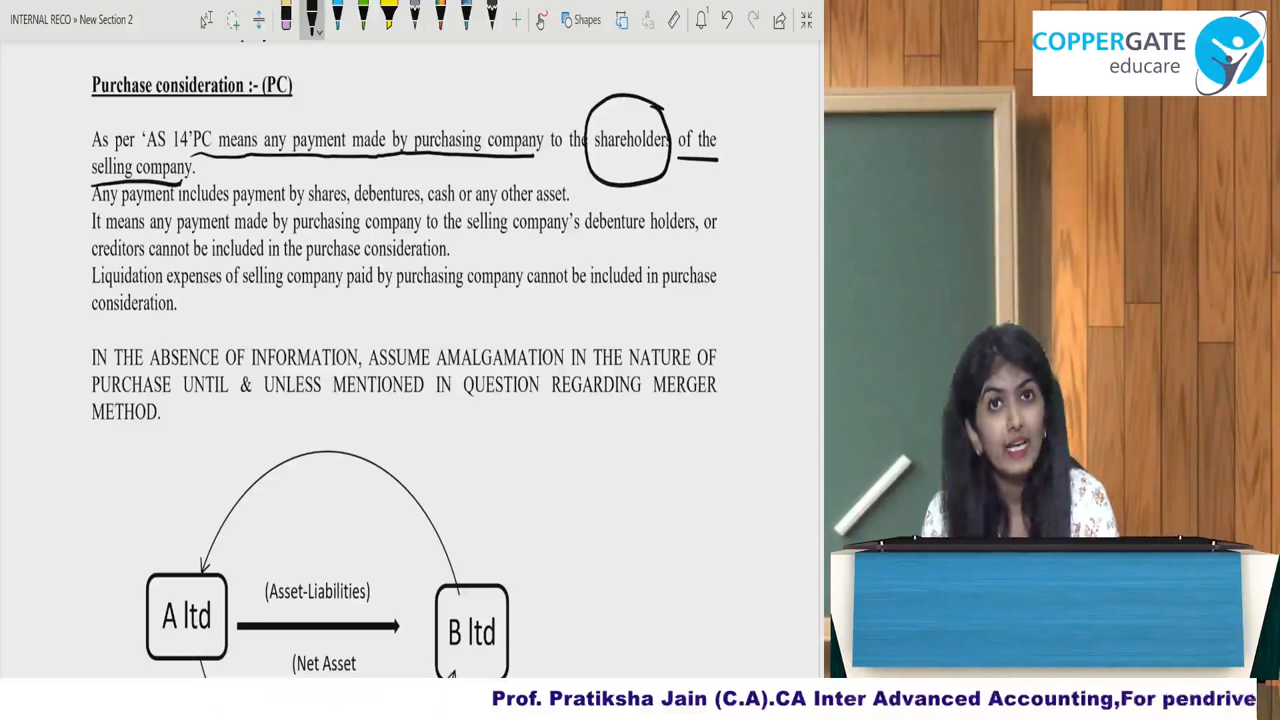 INTERNAL RECO » New Section 2
Shapes
COPPERGATE
educare
Purchase consideration :- (PC)
As per ‘AS 14’PC means any payment made by purchasing company to the shareholders of the
selling company.
Any payment includes payment by shares, debentures, cash or any other asset.
It means any payment made by purchasing company to the selling company’s debenture holders, or
creditors cannot be included in the purchase consideration.
Liquidation expenses of selling company paid by purchasing company cannot be included in purchase
consideration.
IN THE ABSENCE OF INFORMATION, ASSUME AMALGAMATION IN THE NATURE OF
PURCHASE UNTIL & UNLESS MENTIONED IN QUESTION REGARDING MERGER
METHOD.
A ltd
(Asset-Liabilities)
B ltd
(Net Asset
Prof. Pratiksha Jain (C.A).CA Inter Advanced Accounting,For pendrive